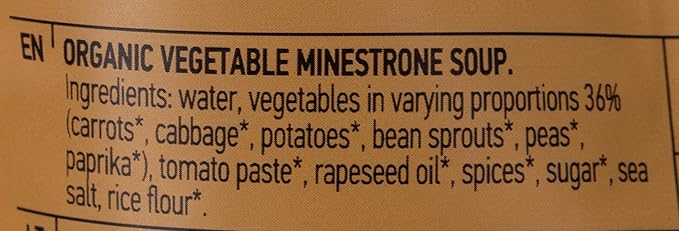 EN ORGANIC VEGETABLE MINESTRONE SOUP.
Ingredients: water, vegetables in varying proportions 36%
(carrots*, cabbage*, potatoes*, bean sprouts*, peas*,
paprika*), tomato paste*, rapeseed oil*, spices*, sugar*, sea
salt, rice flour*.